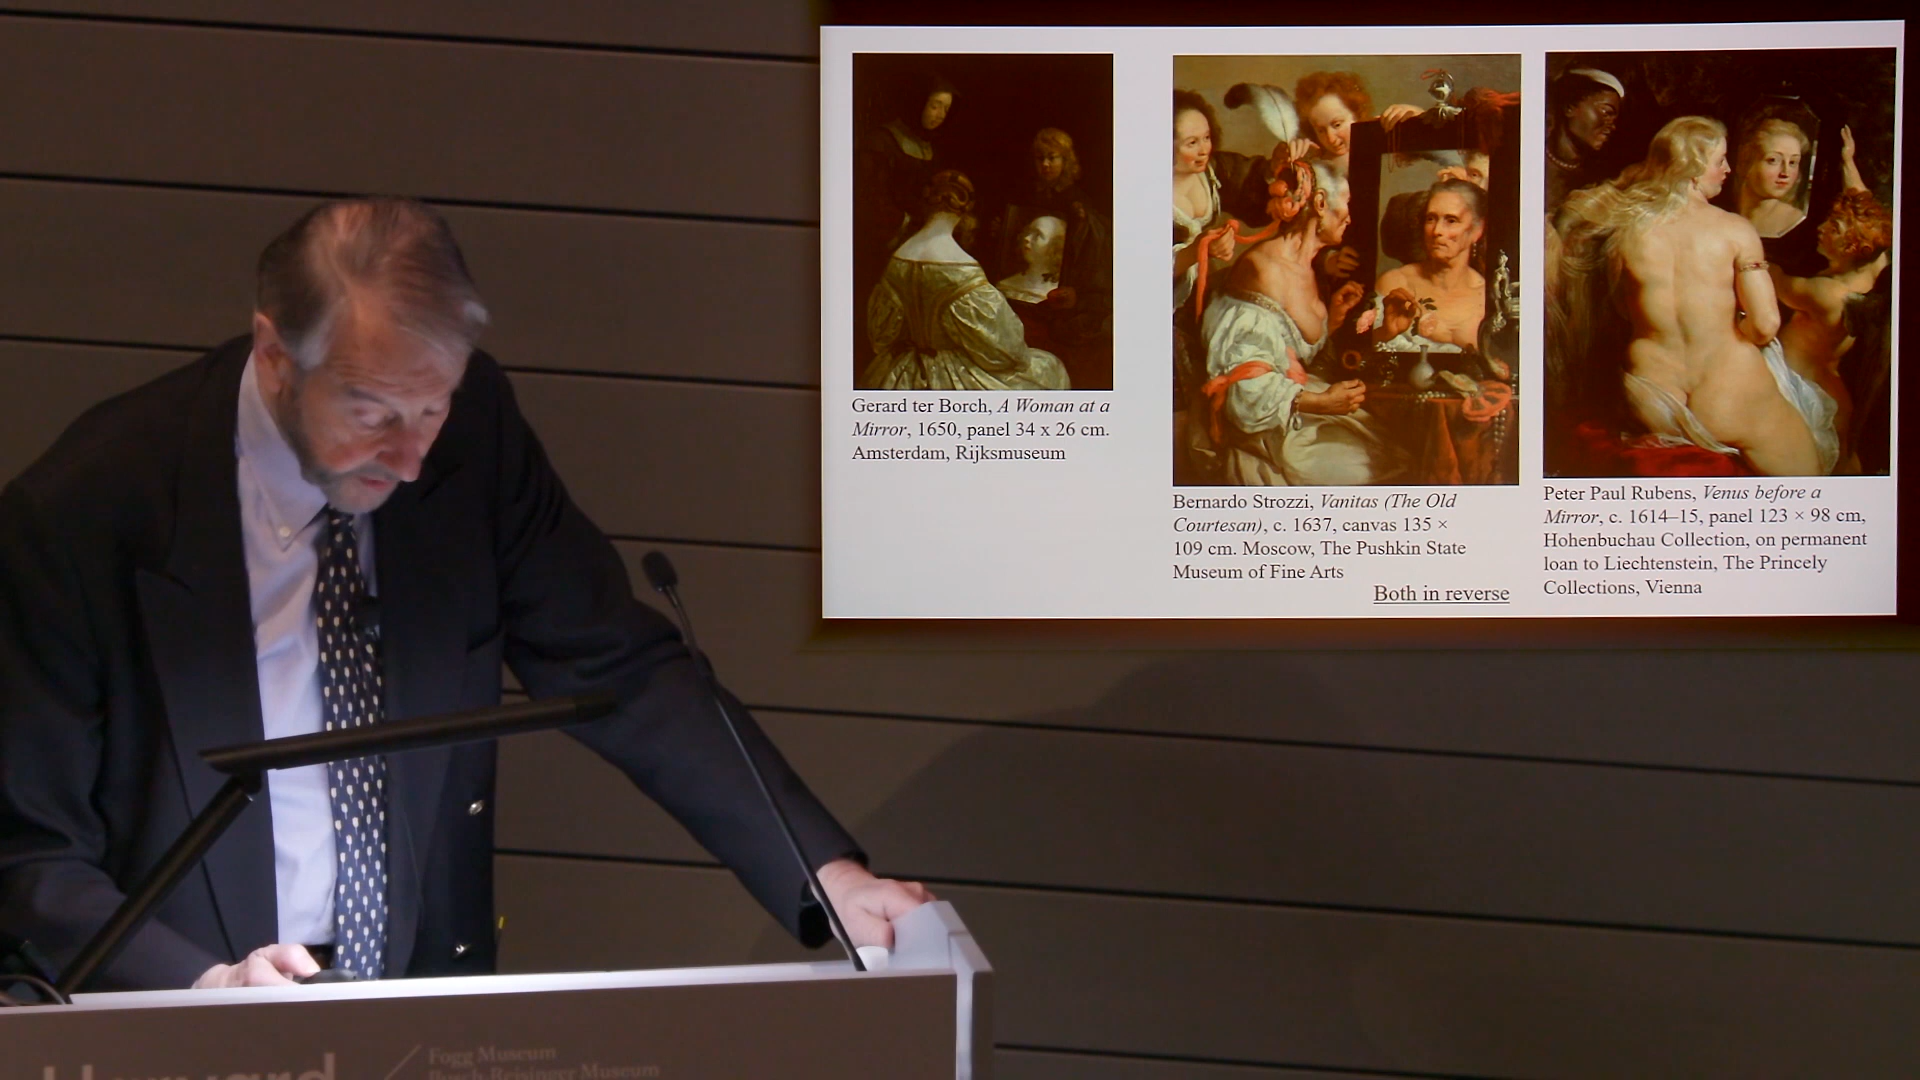 Gerard ter Borch, A Woman at a
Mirror, 1650, panel 34 x 26 cm.
Amsterdam, Rijksmuseum
Bernardo Strozzi, Vanitas (The Old
Courtesan), c. 1637, canvas 135 ×
109 cm. Moscow, The Pushkin State
Museum of Fine Arts
Both in reverse
Peter Paul Rubens, Venus before a
Mirror, c. 1614–15, panel 123 × 98 cm,
Hohenbuchau Collection, on permanent
loan to Liechtenstein, The Princely
Collections, Vienna
Fogg Museum
Busch-Reisinger Museum